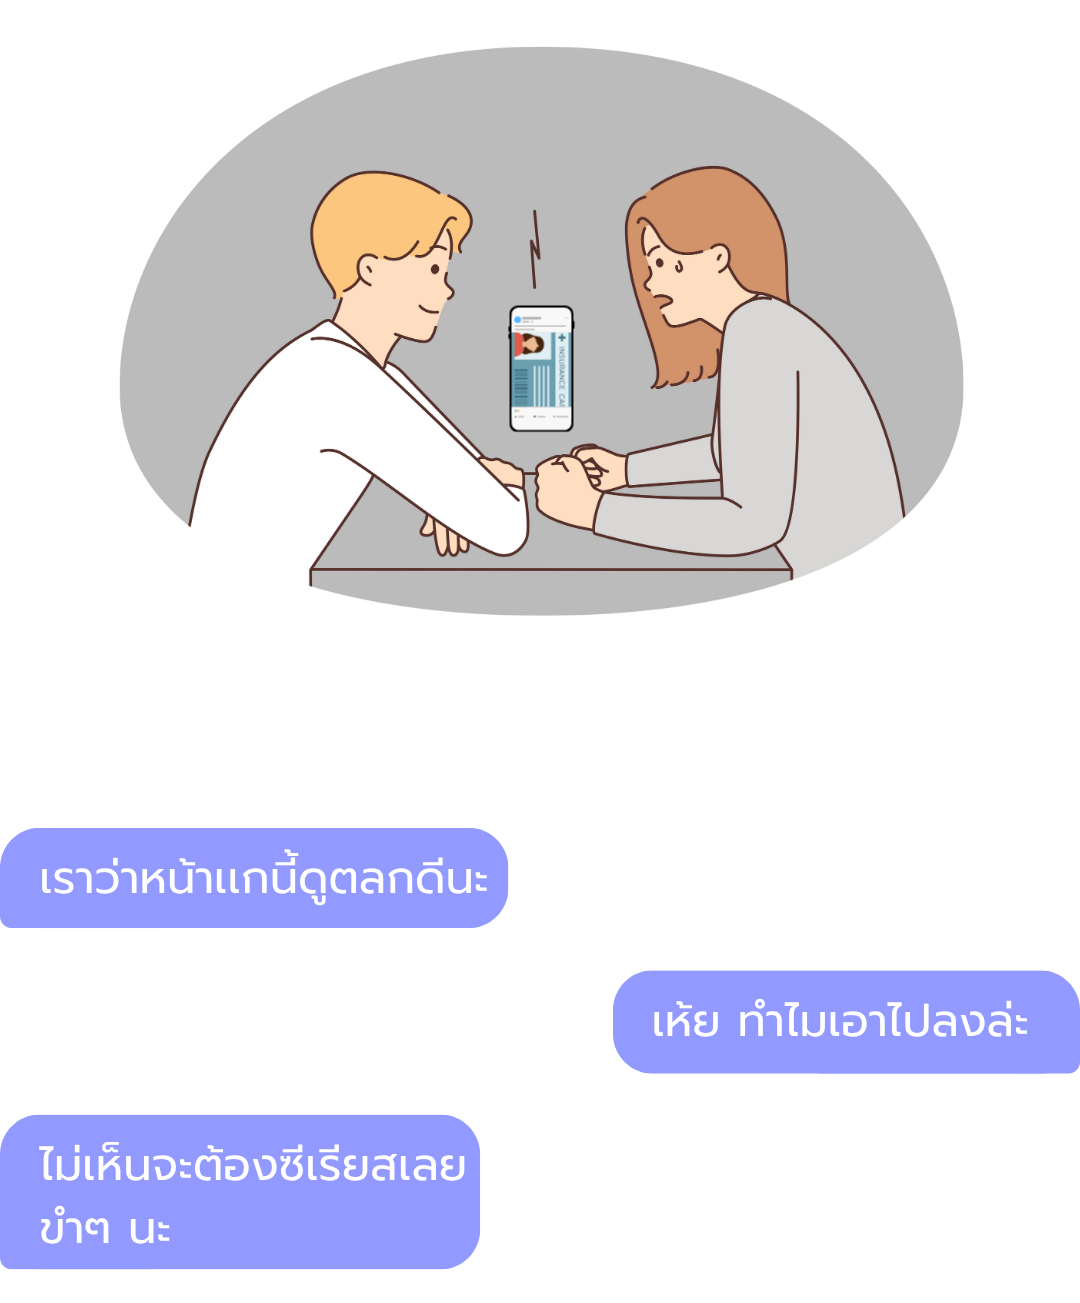 INSURANCE CA
เราว่าหน้าแกนี้ดูตลกดีนะ
เห้ย ทำไมเอาไปลงล่ะ
ไม่เห็นจะต้องซีเรียสเลย
ขำๆ นะ